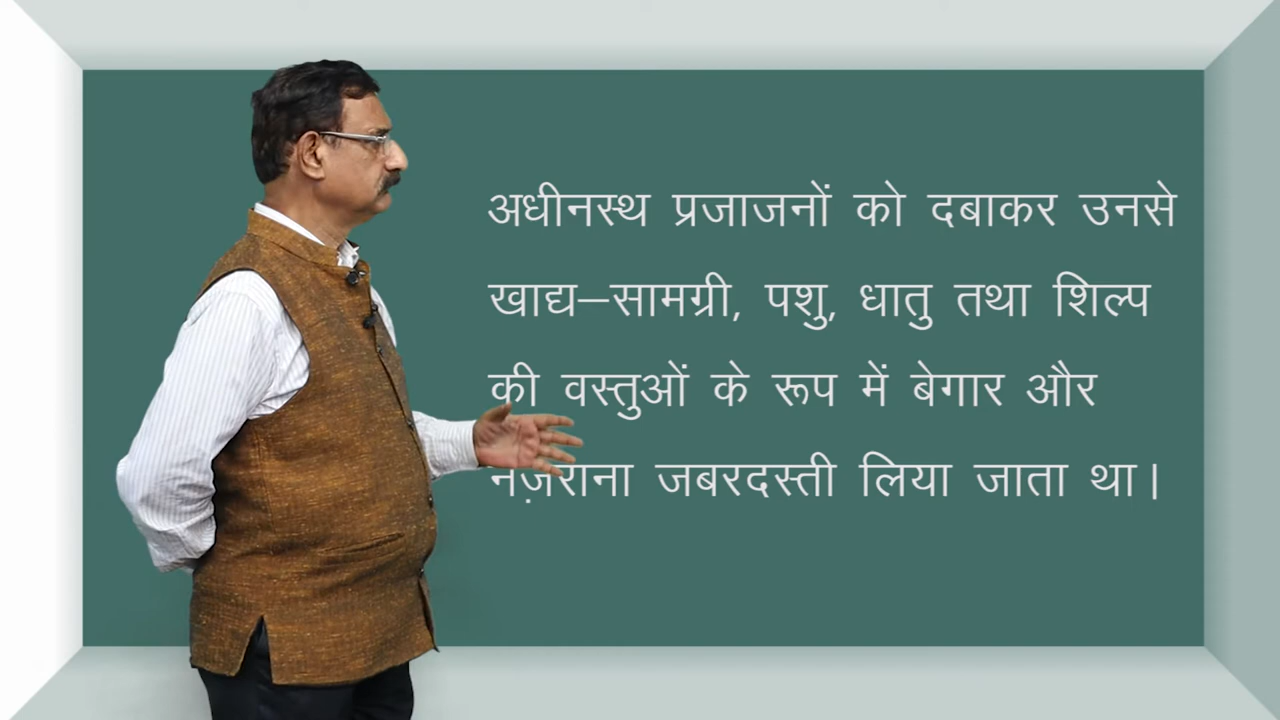 अधीनस्थ प्रजाजनों को दबाकर उनसे
खाद्य–सामग्री, पशु, धातु तथा शिल्प
की वस्तुओं के रूप में बेगार और
नज़राना जबरदस्ती लिया जाता था।